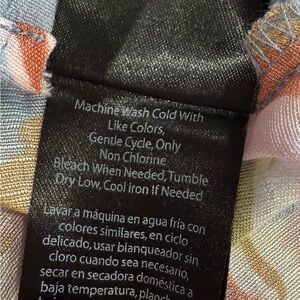 Machine Wash Cold With
Like Colors,
Gentle Cycle, Only
Non Chlorine
Bleach When Needed, Tumble
Dry Low, Cool iron If Needed
Lavar a máquina en agua fría con
colores similares, en ciclo
delicado, usar blanqueador sin
cloro cuando sea necesario,
secar en secadora doméstica a
baja temperatura,